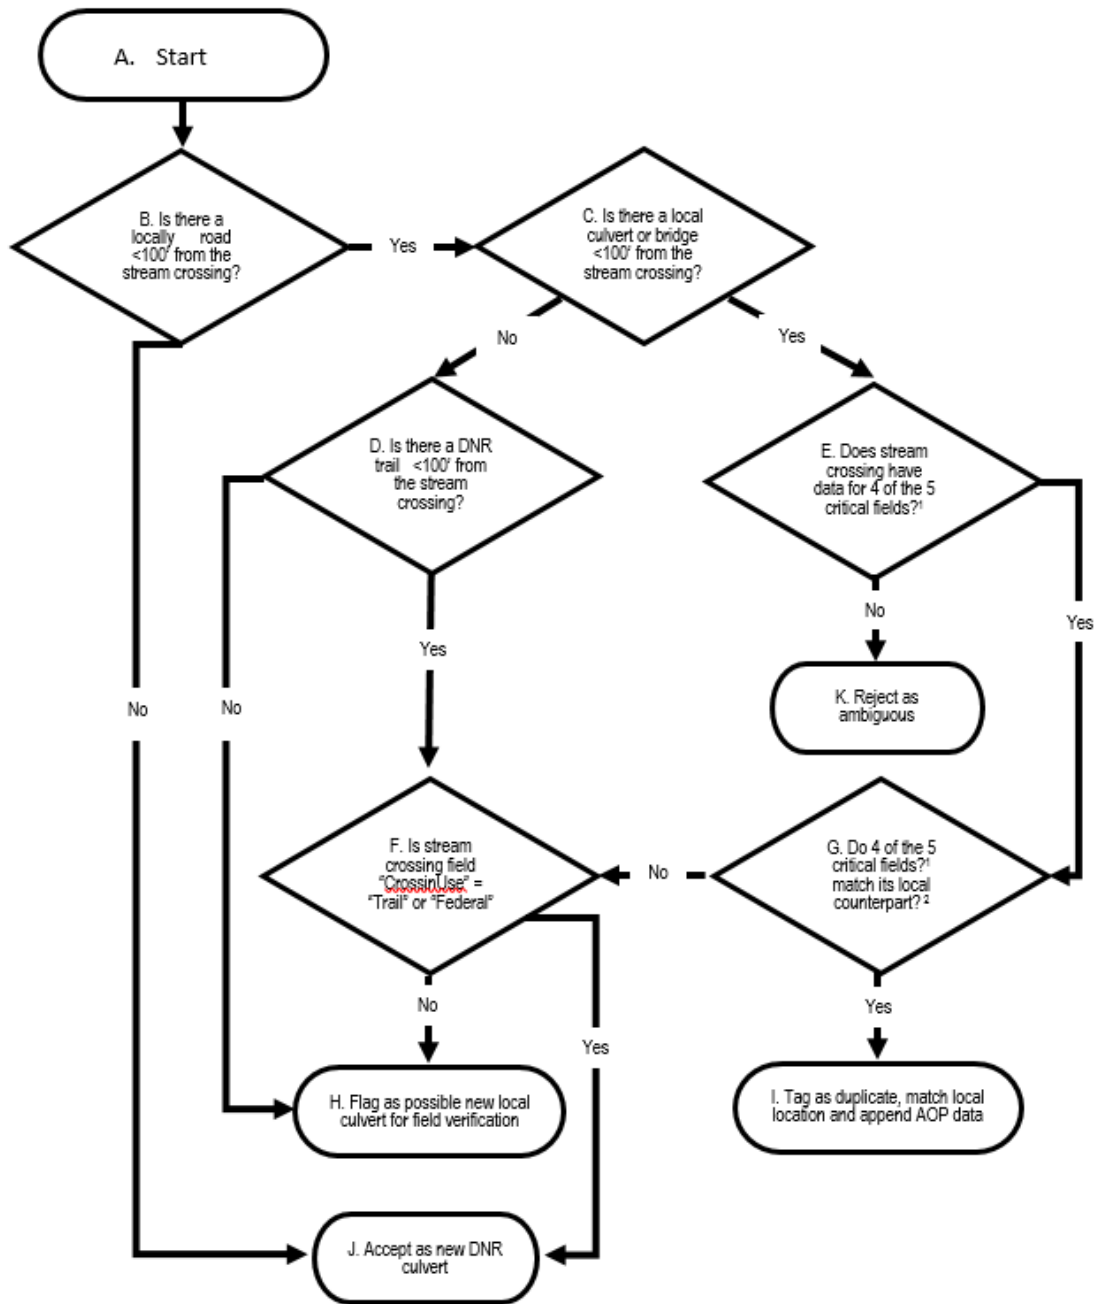 A. Start
B. Is there a
locally road
<100' from the
stream crossing?
Yes
C. Is there a local
culvert or bridge
<100' from the
stream crossing?
No
Yes
D. Is there a DNR
trail <100' from
the stream
crossing?
E. Does stream
crossing have
data for 4 of the 5
critical fields?¹
No
Yes
Yes
K. Reject as
ambiguous
No
No
F. Is stream
crossing field
"CrossinUse" =
"Trail" or "Federal"
No
G. Do 4 of the 5
critical fields?¹
match its local
counterpart? ²
No
Yes
Yes
H. Flag as possible new local
culvert for field verification
I. Tag as duplicate, match local
location and append AOP data
J. Accept as new DNR
culvert